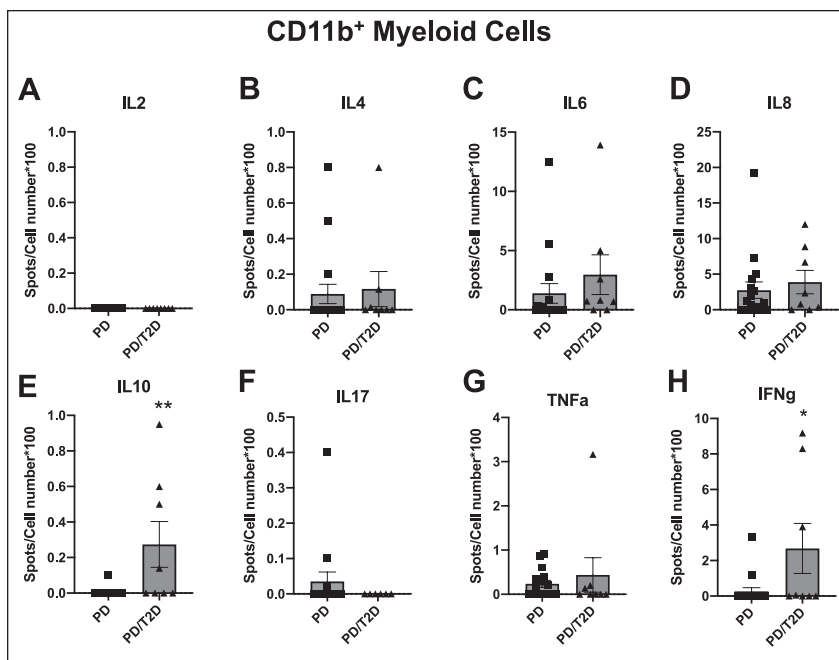 CD11b⁺ Myeloid Cells
A
IL2
Spots/Cell number*100
1.0
0.8
0.6
0.4
0.2
0.0
PD
PD/T2D
B
IL4
Spots/Cell number*100
1.0
0.8
0.6
0.4
0.2
0.0
PD
PD/T2D
C
IL6
Spots/Cell number*100
15
10
5
0
PD
PD/T2D
D
IL8
Spots/Cell number*100
25
20
15
10
5
0
PD
PD/T2D
E
IL10
**
Spots/Cell number*100
1.0
0.8
0.6
0.4
0.2
0.0
PD
PD/T2D
F
IL17
Spots/Cell number*100
0.5
0.4
0.3
0.2
0.1
0.0
PD
PD/T2D
G
TNFa
Spots/Cell number*100
4
3
2
1
0
PD
PD/T2D
H
IFNg
*
Spots/Cell number*100
10
8
6
4
2
0
PD
PD/T2D